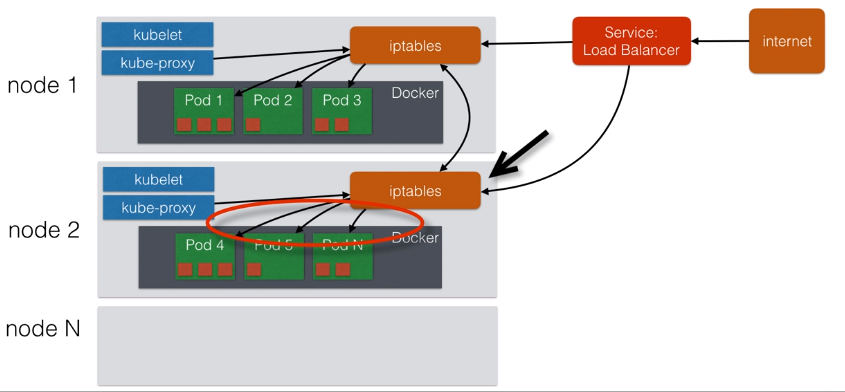 node 1
kubelet
kube-proxy
iptables
Service:
Load Balancer
internet
Docker
Pod 1
Pod 2
Pod 3
node 2
kubelet
kube-proxy
iptables
Docker
Pod 4
Pod 5
Pod N
node N